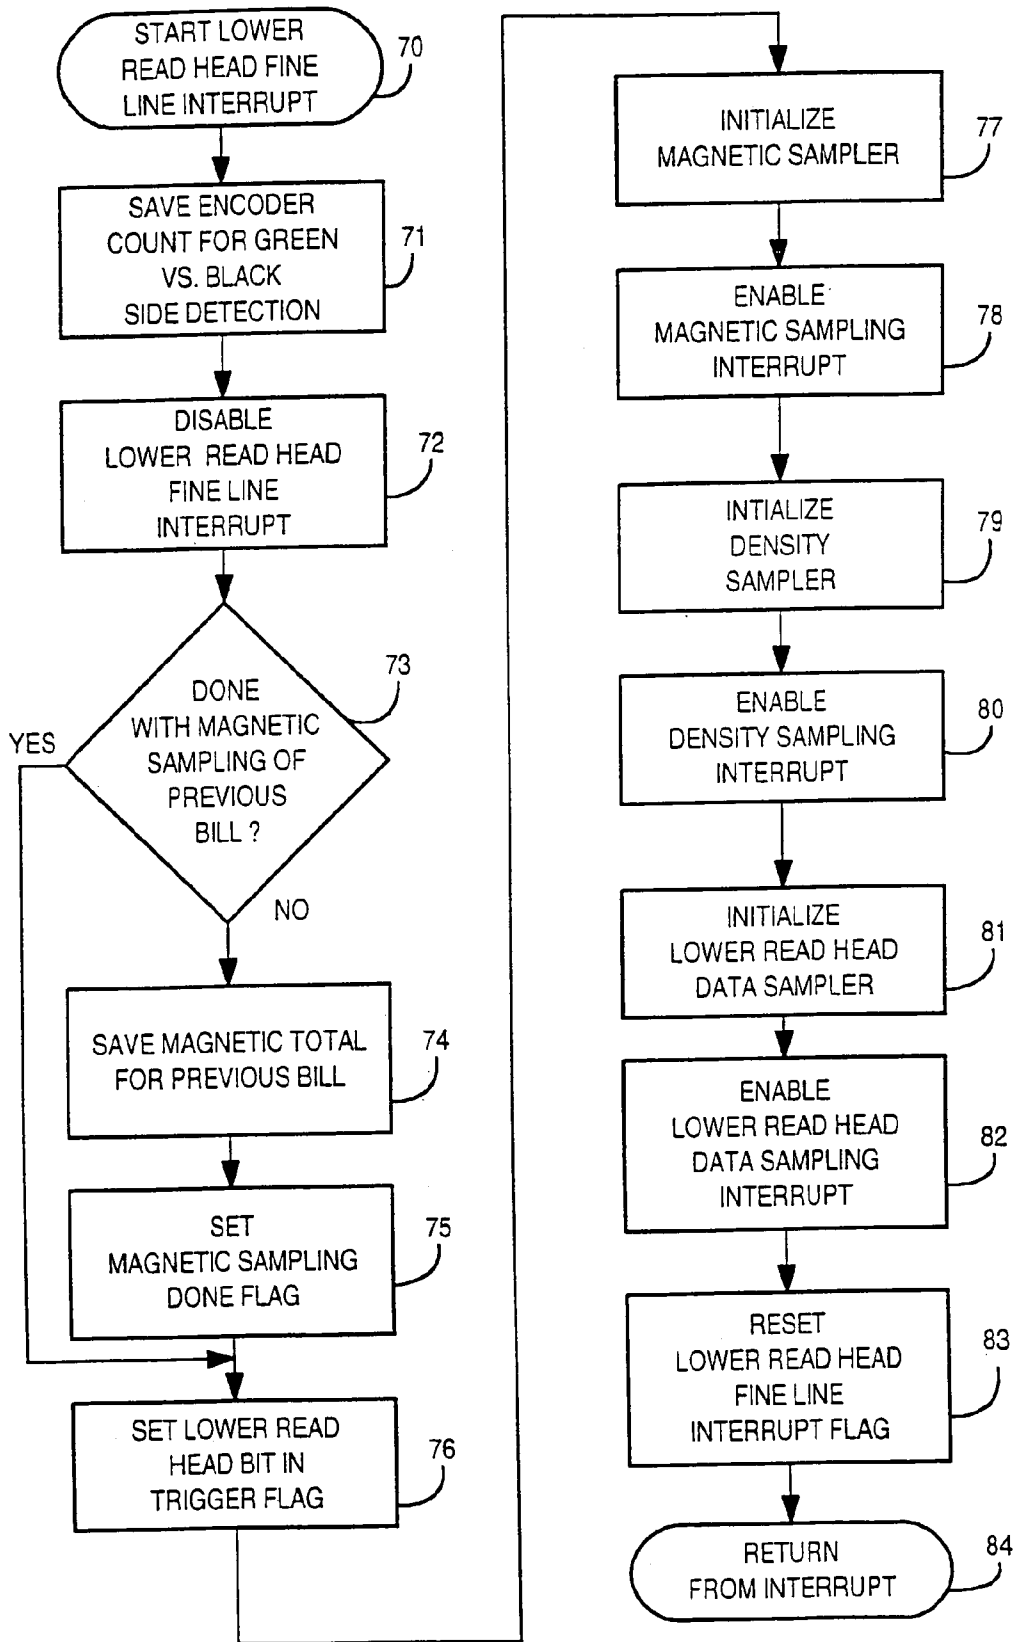 START LOWER
READ HEAD FINE
LINE INTERRUPT
70
SAVE ENCODER
COUNT FOR GREEN
VS. BLACK
SIDE DETECTION
71
DISABLE
LOWER READ HEAD
FINE LINE
INTERRUPT
72
DONE
WITH MAGNETIC
SAMPLING OF
PREVIOUS
BILL ?
73
YES
NO
SAVE MAGNETIC TOTAL
FOR PREVIOUS BILL
74
SET
MAGNETIC SAMPLING
DONE FLAG
75
SET LOWER READ
HEAD BIT IN
TRIGGER FLAG
76
INITIALIZE
MAGNETIC SAMPLER
77
ENABLE
MAGNETIC SAMPLING
INTERRUPT
78
INTIALIZE
DENSITY
SAMPLER
79
ENABLE
DENSITY SAMPLING
INTERRUPT
80
INITIALIZE
LOWER READ HEAD
DATA SAMPLER
81
ENABLE
LOWER READ HEAD
DATA SAMPLING
INTERRUPT
82
RESET
LOWER READ HEAD
FINE LINE
INTERRUPT FLAG
83
RETURN
FROM INTERRUPT
84